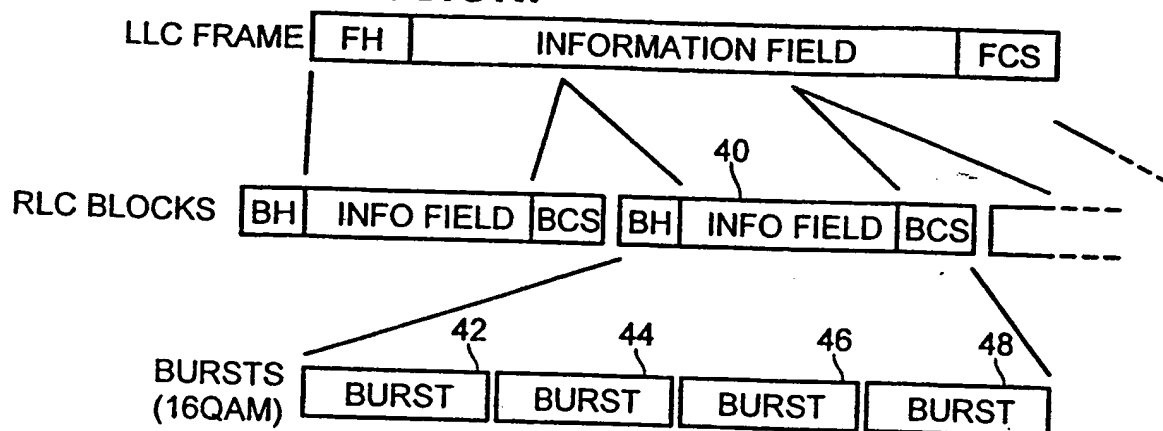 LLC FRAME FH INFORMATION FIELD FCS
40
RLC BLOCKS BH INFO FIELD BCS BH INFO FIELD BCS
42 44 46 48
BURSTS (16QAM) BURST BURST BURST BURST